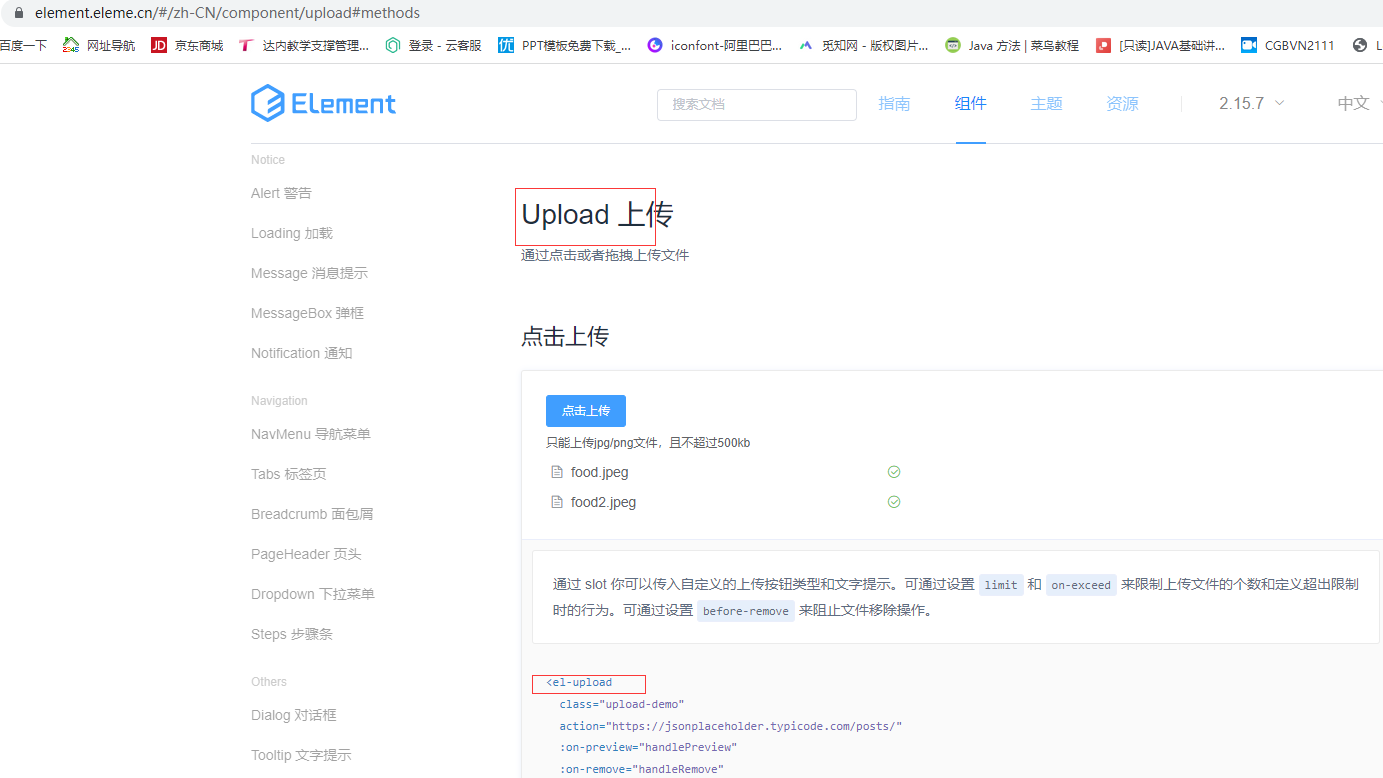 element.eleme.cn/#/zh-CN/component/upload#methods
百度一下 网址导航 JD 京东商城 达内教学支撑管理... 登录 - 云客服 优 PPT模板免费下载_... iconfont-阿里巴巴... 觅知网 - 版权图片... Java 方法 | 菜鸟教程 [只读]JAVA基础讲... CGBVN2111 L
Element 搜索文档 指南 组件 主题 资源 2.15.7 中文
Notice
Alert 警告
Loading 加载
Message 消息提示
MessageBox 弹框
Notification 通知
Navigation
NavMenu 导航菜单
Tabs 标签页
Breadcrumb 面包屑
PageHeader 页头
Dropdown 下拉菜单
Steps 步骤条
Others
Dialog 对话框
Tooltip 文字提示
Upload 上传
通过点击或者拖拽上传文件
点击上传
点击上传
只能上传jpg/png文件，且不超过500kb
food.jpeg
food2.jpeg
通过 slot 你可以传入自定义的上传按钮类型和文字提示。可通过设置 limit 和 on-exceed 来限制上传文件的个数和定义超出限制
时的行为。可通过设置 before-remove 来阻止文件移除操作。
<el-upload
class="upload-demo"
action="https://jsonplaceholder.typicode.com/posts/"
:on-preview="handlePreview"
:on-remove="handleRemove"